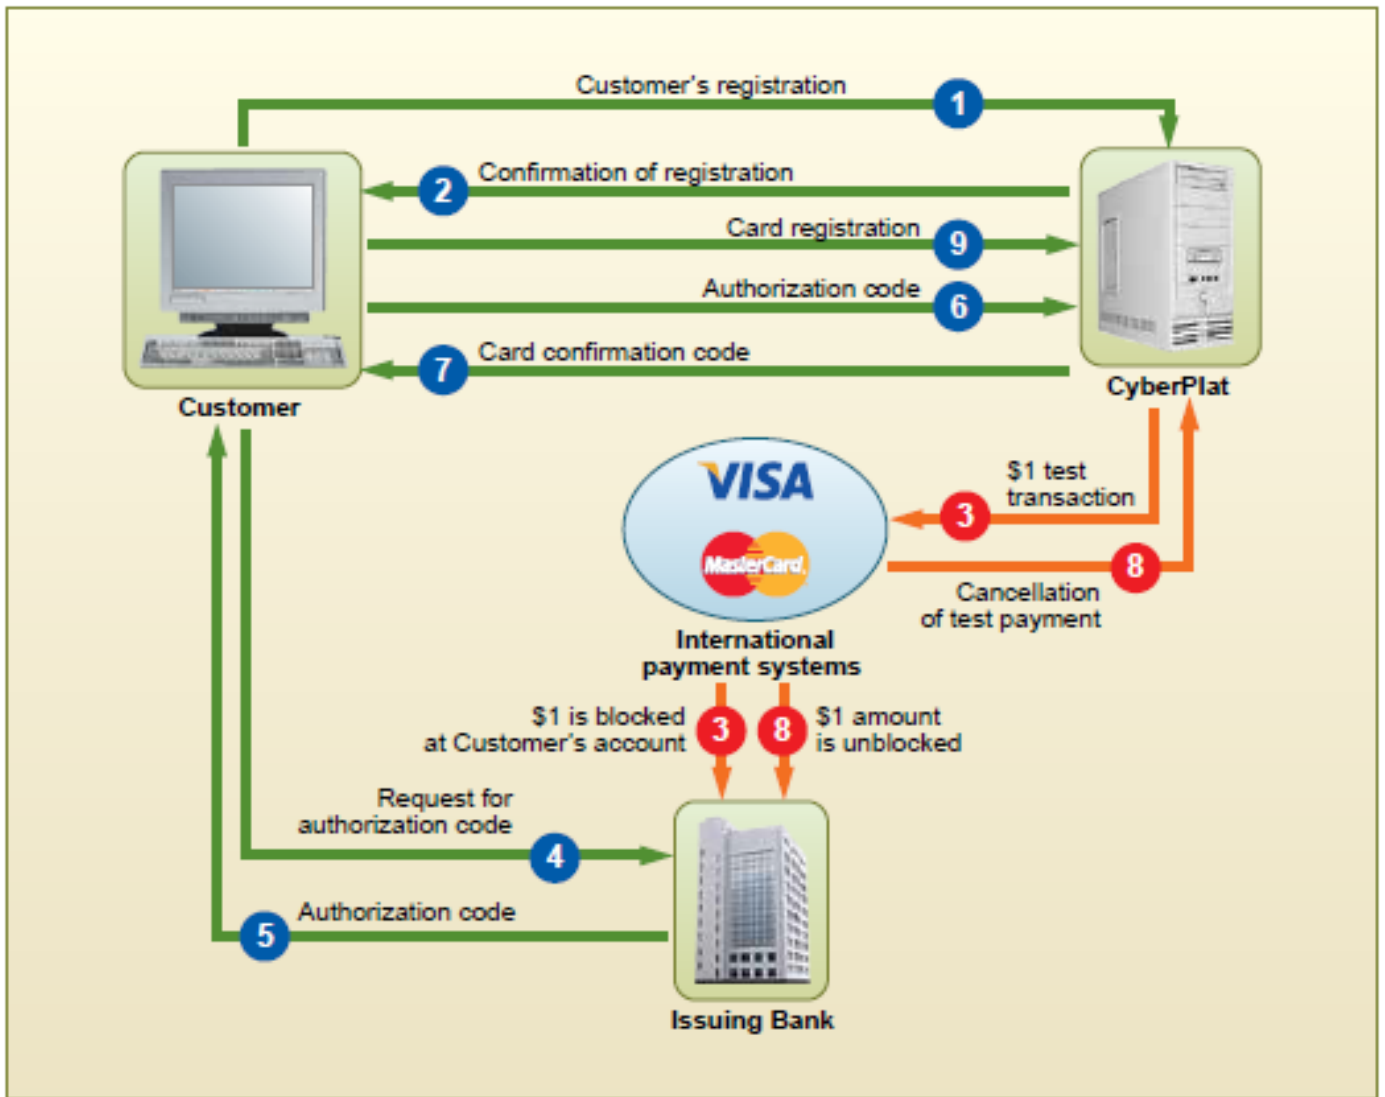 Customer's registration
1
2
Confirmation of registration
Card registration
9
Authorization code
6
7
Card confirmation code
Customer
CyberPlat
VISA
MasterCard
International
payment systems
$1 test
transaction
3
8
Cancellation
of test payment
$1 is blocked
at Customer's account
3
8
$1 amount
is unblocked
Request for
authorization code
4
Authorization code
5
Issuing Bank